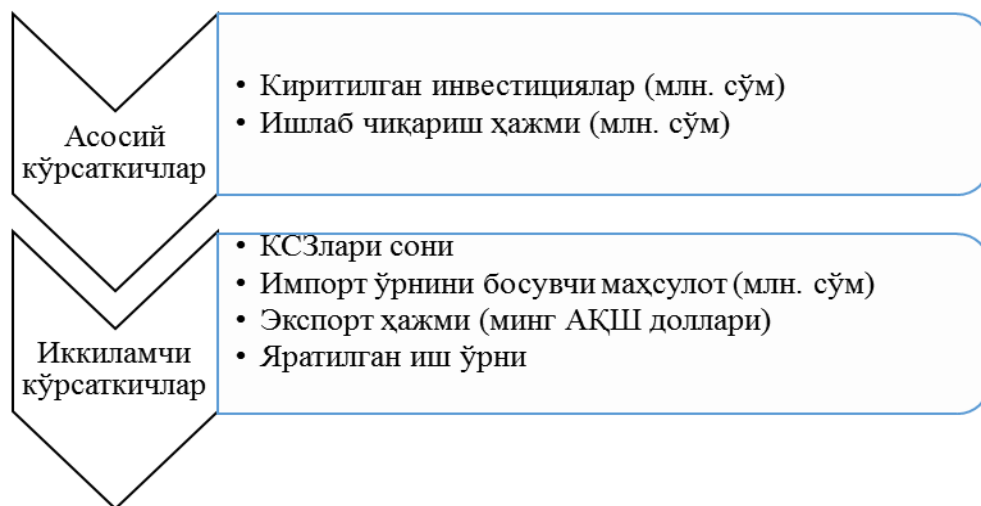 Асосий
кўрсаткичлар
• Киритилган инвестициялар (млн. сўм)
• Ишлаб чиқариш ҳажми (млн. сўм)
Иккиламчи
кўрсаткичлар
• КСЗлари сони
• Импорт ўрнини босувчи маҳсулот (млн. сўм)
• Экспорт ҳажми (минг АҚШ доллари)
• Яратилган иш ўрни